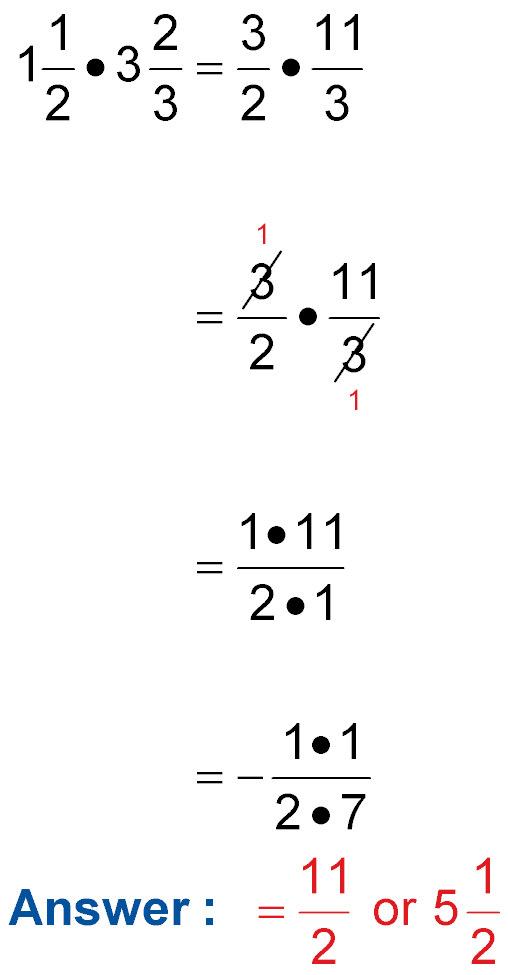 1 1/2 • 3 2/3 = 3/2 • 11/3
1 1
= 3/2 • 11/3
= 1•11 / 2•1
= − 1•1 / 2•7
Answer : = 11/2 or 5 1/2